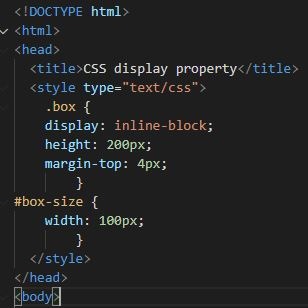 <!DOCTYPE html>
<html>
<head>
  <title>CSS display property</title>
  <style type="text/css">
    .box {
    display: inline-block;
    height: 200px;
    margin-top: 4px;
        }
#box-size {
    width: 100px;
        }
  </style>
</head>
<body>